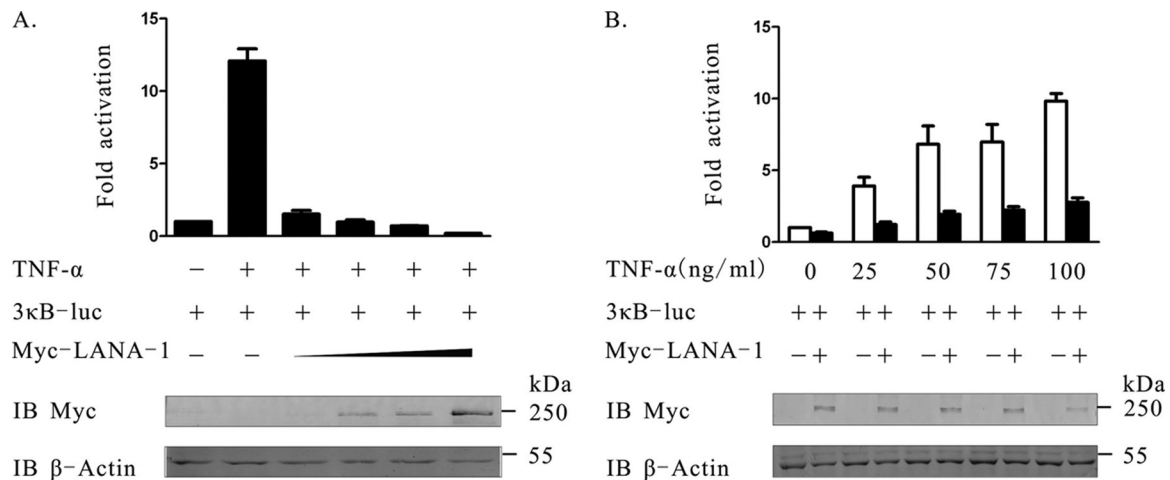 A.
Fold activation
15
10
5
0
TNF-α − + + + + +
3κB-luc + + + + + +
Myc-LANA-1 − −
kDa
IB Myc 250
IB β-Actin 55
B.
Fold activation
15
10
5
0
TNF-α(ng/ml) 0 25 50 75 100
3κB-luc ++ ++ ++ ++ ++
Myc-LANA-1 −+ −+ −+ −+ −+
kDa
IB Myc 250
IB β-Actin 55